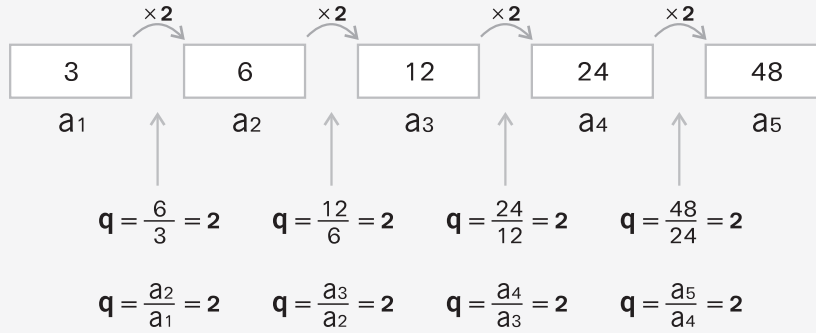 ×2 ×2 ×2 ×2
3 6 12 24 48
a1 a2 a3 a4 a5
q = 6/3 = 2 q = 12/6 = 2 q = 24/12 = 2 q = 48/24 = 2
q = a2/a1 = 2 q = a3/a2 = 2 q = a4/a3 = 2 q = a5/a4 = 2